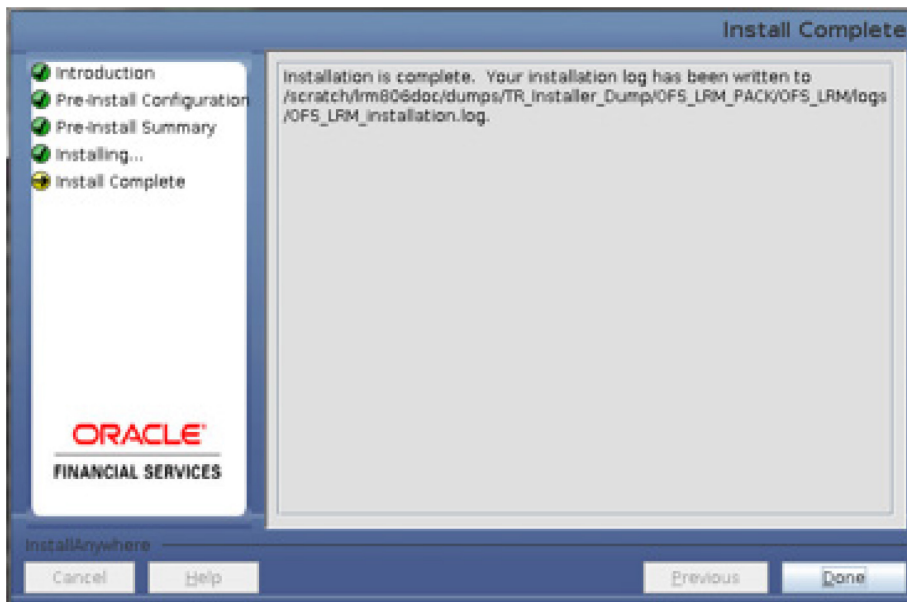 Install Complete
Introduction
Pre-Install Configuration
Pre-Install Summary
Installing...
Install Complete
Installation is complete. Your installation log has been written to
/scratch/lrm806doc/dumps/TR_Installer_Dump/OFS_LRM_PACK/OFS_LRM/logs
/OFS_LRM_installation.log.
ORACLE
FINANCIAL SERVICES
InstallAnywhere
Cancel
Help
Previous
Done